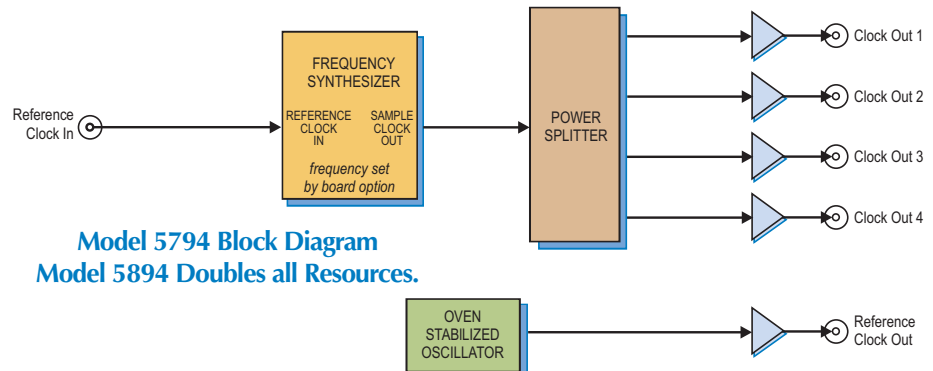 Reference
Clock In
FREQUENCY
SYNTHESIZER
REFERENCE
CLOCK
IN
SAMPLE
CLOCK
OUT
frequency set
by board option
POWER
SPLITTER
Clock Out 1
Clock Out 2
Clock Out 3
Clock Out 4
Model 5794 Block Diagram
Model 5894 Doubles all Resources.
OVEN
STABILIZED
OSCILLATOR
Reference
Clock Out